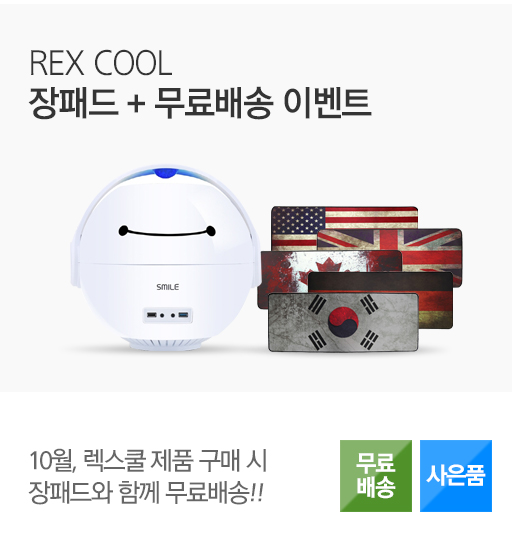 REX COOL
장패드 + 무료배송 이벤트
SMILE
10월, 렉스쿨 제품 구매 시
장패드와 함께 무료배송!!
무료
배송
사은품